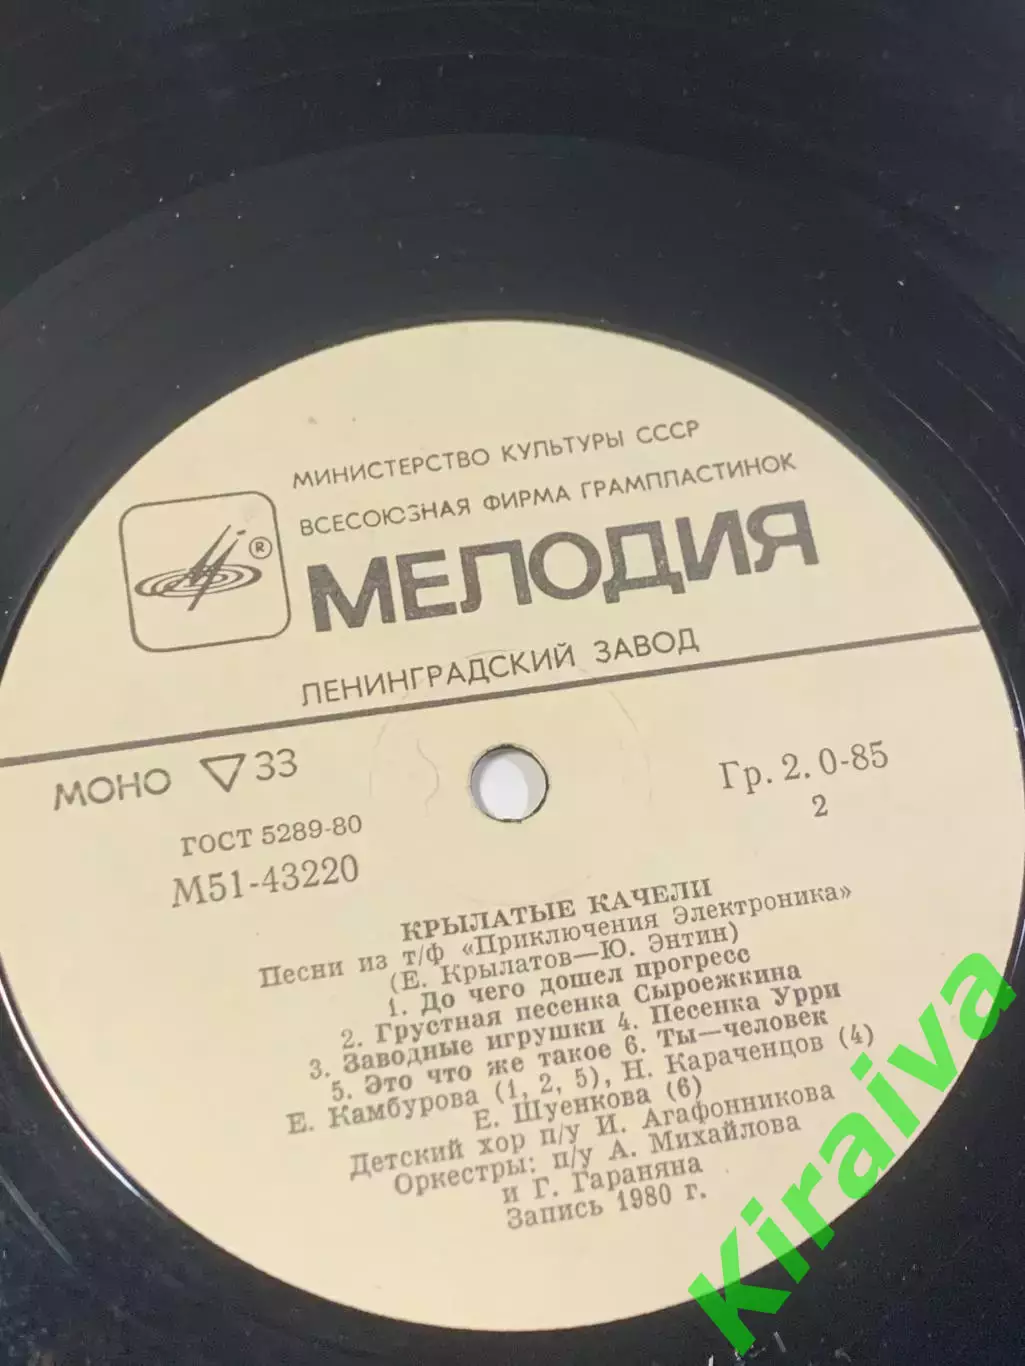 МИНИСТЕРСТВО КУЛЬТУРЫ СССР
ВСЕСОЮЗНАЯ ФИРМА ГРАМПЛАСТИНОК
®
МЕЛОДИЯ
ЛЕНИНГРАДСКИЙ ЗАВОД
МОНО ▽ 33
Гр. 2. 0-85
ГОСТ 5289-80
2
М51-43220
КРЫЛАТЫЕ КАЧЕЛИ
Песни из т/ф «Приключения Электроника»
(Е. Крылатов—Ю. Энтин)
1. До чего дошел прогресс
2. Грустная песенка Сыроежкина
3. Заводные игрушки 4. Песенка Урри
5. Это что же такое 6. Ты—человек
Е. Камбурова (1, 2, 5), Н. Караченцов (4)
Е. Шуенкова (6)
Детский хор п/у И. Агафонникова
Оркестры: п/у А. Михайлова
и Г. Гараняна
Запись 1980 г.
Kiraiva